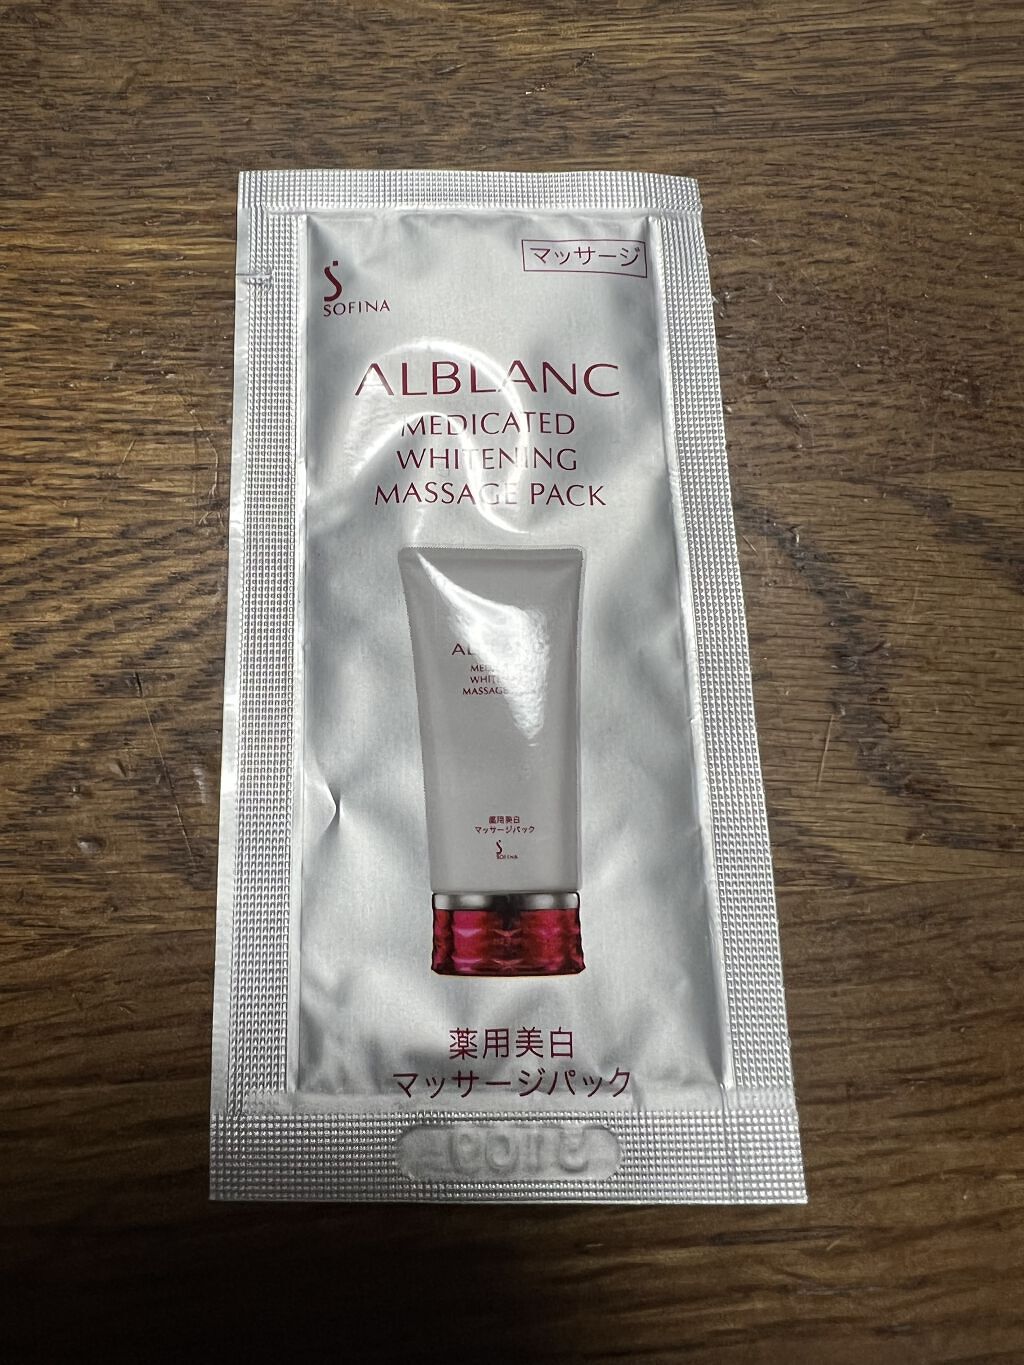 マッサージ
SOFINA
ALBLANC
MEDICATED
WHITENING
MASSAGE PACK
MASSAGE
薬用美白
マッサージパック
SOFINA
薬用美白
マッサージパック